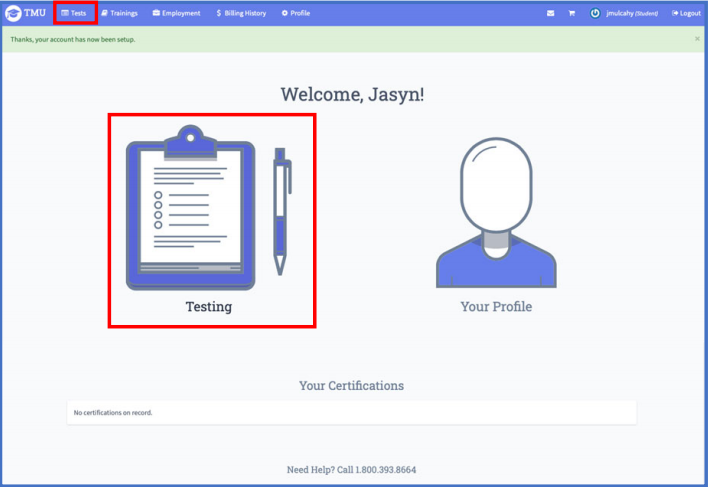 TMU Tests Trainings Employment $ Billing History Profile jmulcahy (Student) Logout
Thanks, your account has now been setup. ×
Welcome, Jasyn!
Testing Your Profile
Your Certifications
No certifications on record.
Need Help? Call 1.800.393.8664